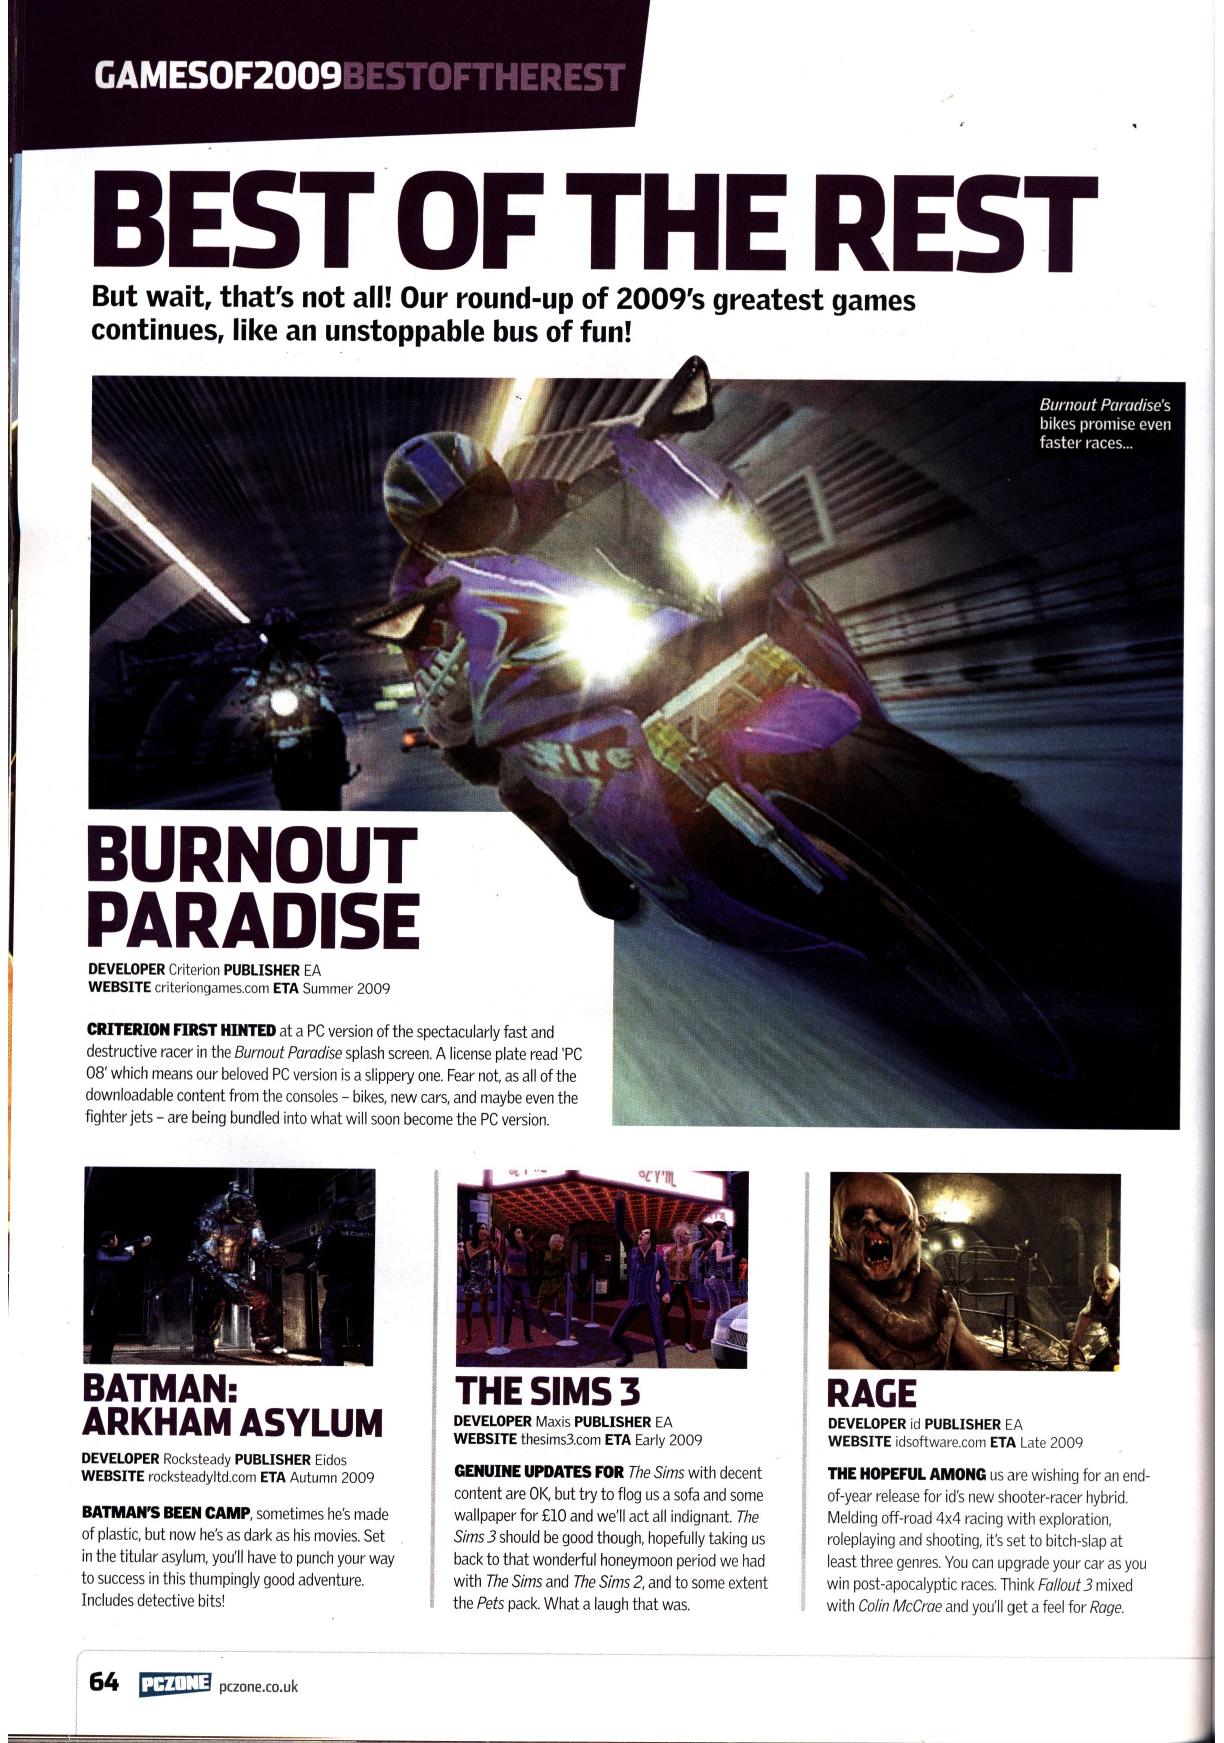 GAMESOF2009BESTOFTHEREST
BEST OF THE REST
But wait, that's not all! Our round-up of 2009's greatest games
continues, like an unstoppable bus of fun!
Burnout Paradise's
bikes promise even
faster races...
BURNOUT
PARADISE
DEVELOPER Criterion PUBLISHER EA
WEBSITE criteriongames.com ETA Summer 2009
CRITERION FIRST HINTED at a PC version of the spectacularly fast and
destructive racer in the Burnout Paradise splash screen. A license plate read 'PC
08' which means our beloved PC version is a slippery one. Fear not, as all of the
downloadable content from the consoles – bikes, new cars, and maybe even the
fighter jets – are being bundled into what will soon become the PC version.
SECURITY
BATMAN:
ARKHAM ASYLUM
DEVELOPER Rocksteady PUBLISHER Eidos
WEBSITE rocksteadyltd.com ETA Autumn 2009
BATMAN'S BEEN CAMP, sometimes he's made
of plastic, but now he's as dark as his movies. Set
in the titular asylum, you'll have to punch your way
to success in this thumpingly good adventure.
Includes detective bits!
THE SIMS 3
DEVELOPER Maxis PUBLISHER EA
WEBSITE thesims3.com ETA Early 2009
GENUINE UPDATES FOR The Sims with decent
content are OK, but try to flog us a sofa and some
wallpaper for £10 and we'll act all indignant. The
Sims 3 should be good though, hopefully taking us
back to that wonderful honeymoon period we had
with The Sims and The Sims 2, and to some extent
the Pets pack. What a laugh that was.
RAGE
DEVELOPER id PUBLISHER EA
WEBSITE idsoftware.com ETA Late 2009
THE HOPEFUL AMONG us are wishing for an end-
of-year release for id's new shooter-racer hybrid.
Melding off-road 4x4 racing with exploration,
roleplaying and shooting, it's set to bitch-slap at
least three genres. You can upgrade your car as you
win post-apocalyptic races. Think Fallout 3 mixed
with Colin McCrae and you'll get a feel for Rage.
64 PCZONE pczone.co.uk